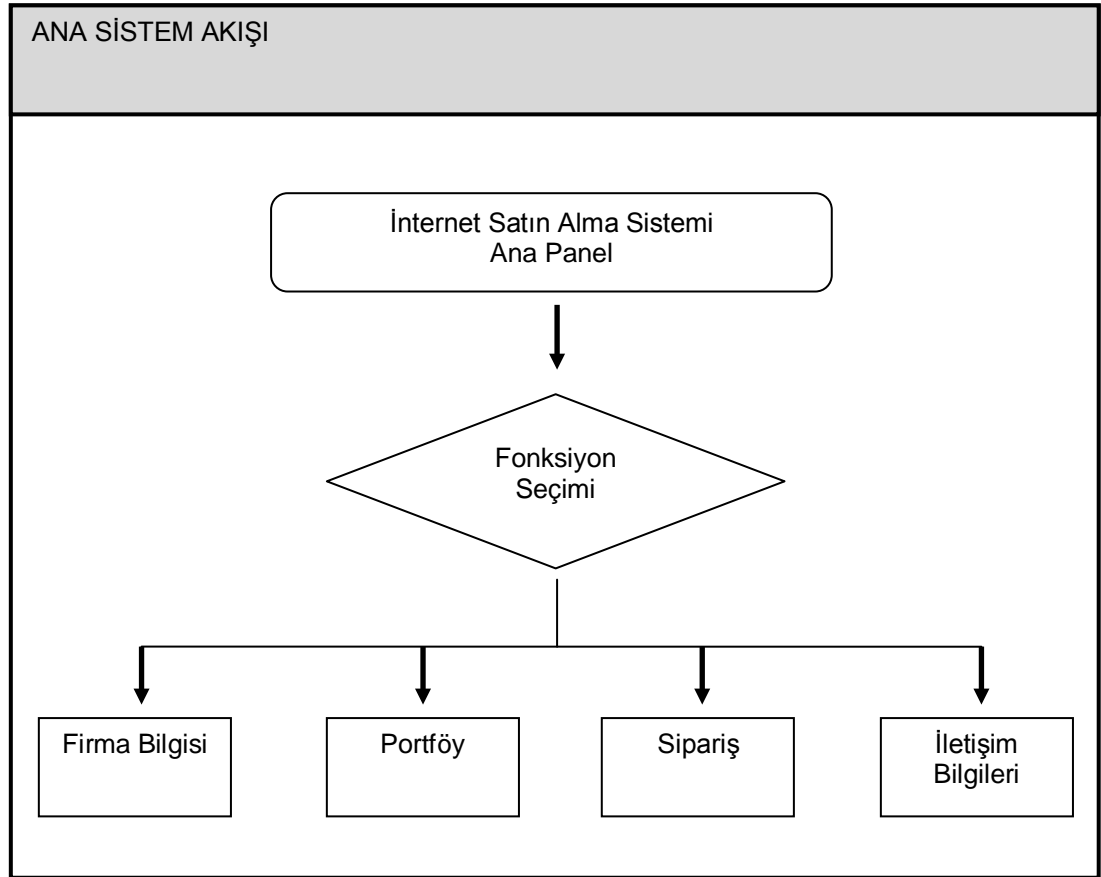 ANA SİSTEM AKIŞI
İnternet Satın Alma Sistemi
Ana Panel
Fonksiyon
Seçimi
Firma Bilgisi
Portföy
Sipariş
İletişim
Bilgileri